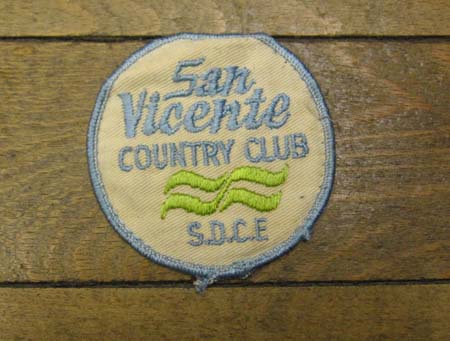 San
Vicente
COUNTRY CLUB
S.D.C.E